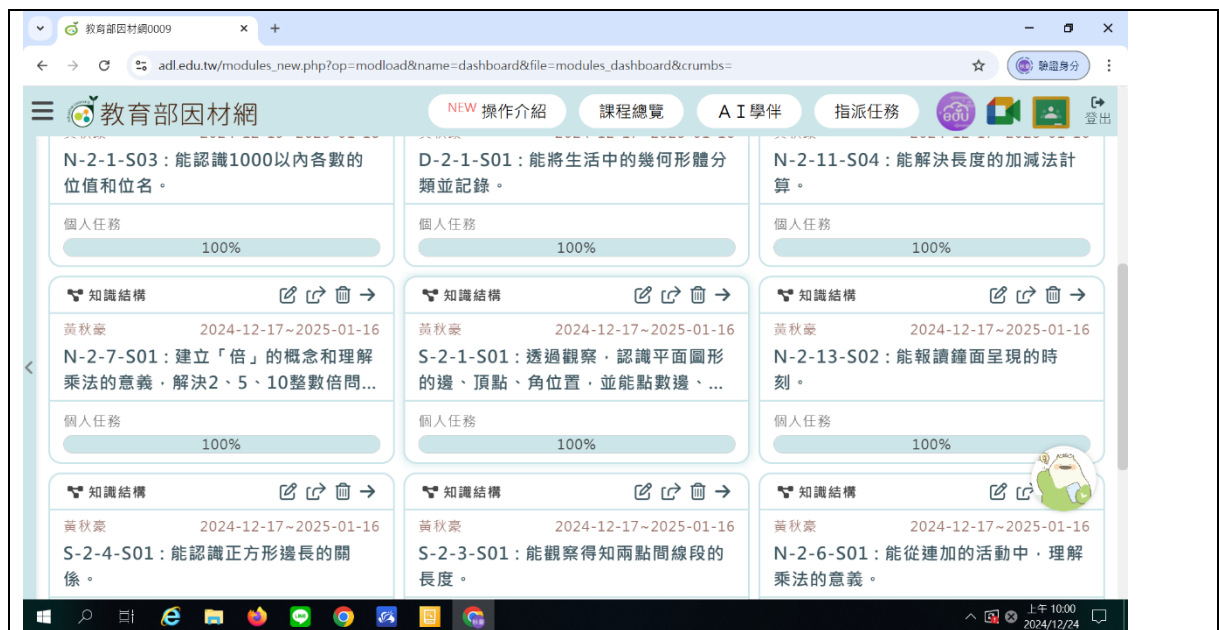 教育部因材網0009
adl.edu.tw/modules_new.php?op=modload&name=dashboard&file=modules_dashboard&crumbs=
驗證身分
教育部因材網
NEW 操作介紹
課程總覽
AI學伴
指派任務
登出
N-2-1-S03：能認識1000以內各數的
位值和位名。
個人任務
100%
D-2-1-S01：能將生活中的幾何形體分
類並記錄。
個人任務
100%
N-2-11-S04：能解決長度的加減法計
算。
個人任務
100%
知識結構
黃秋豪 2024-12-17~2025-01-16
N-2-7-S01：建立「倍」的概念和理解
乘法的意義，解決2、5、10整數倍問...
個人任務
100%
知識結構
黃秋豪 2024-12-17~2025-01-16
S-2-1-S01：透過觀察，認識平面圖形
的邊、頂點、角位置，並能點數邊、...
個人任務
100%
知識結構
黃秋豪 2024-12-17~2025-01-16
N-2-13-S02：能報讀鐘面呈現的時
刻。
個人任務
100%
知識結構
黃秋豪 2024-12-17~2025-01-16
S-2-4-S01：能認識正方形邊長的關
係。
知識結構
黃秋豪 2024-12-17~2025-01-16
S-2-3-S01：能觀察得知兩點間線段的
長度。
知識結構
黃秋豪 2024-12-17~2025-01-16
N-2-6-S01：能從連加的活動中，理解
乘法的意義。
上午 10:00
2024/12/24